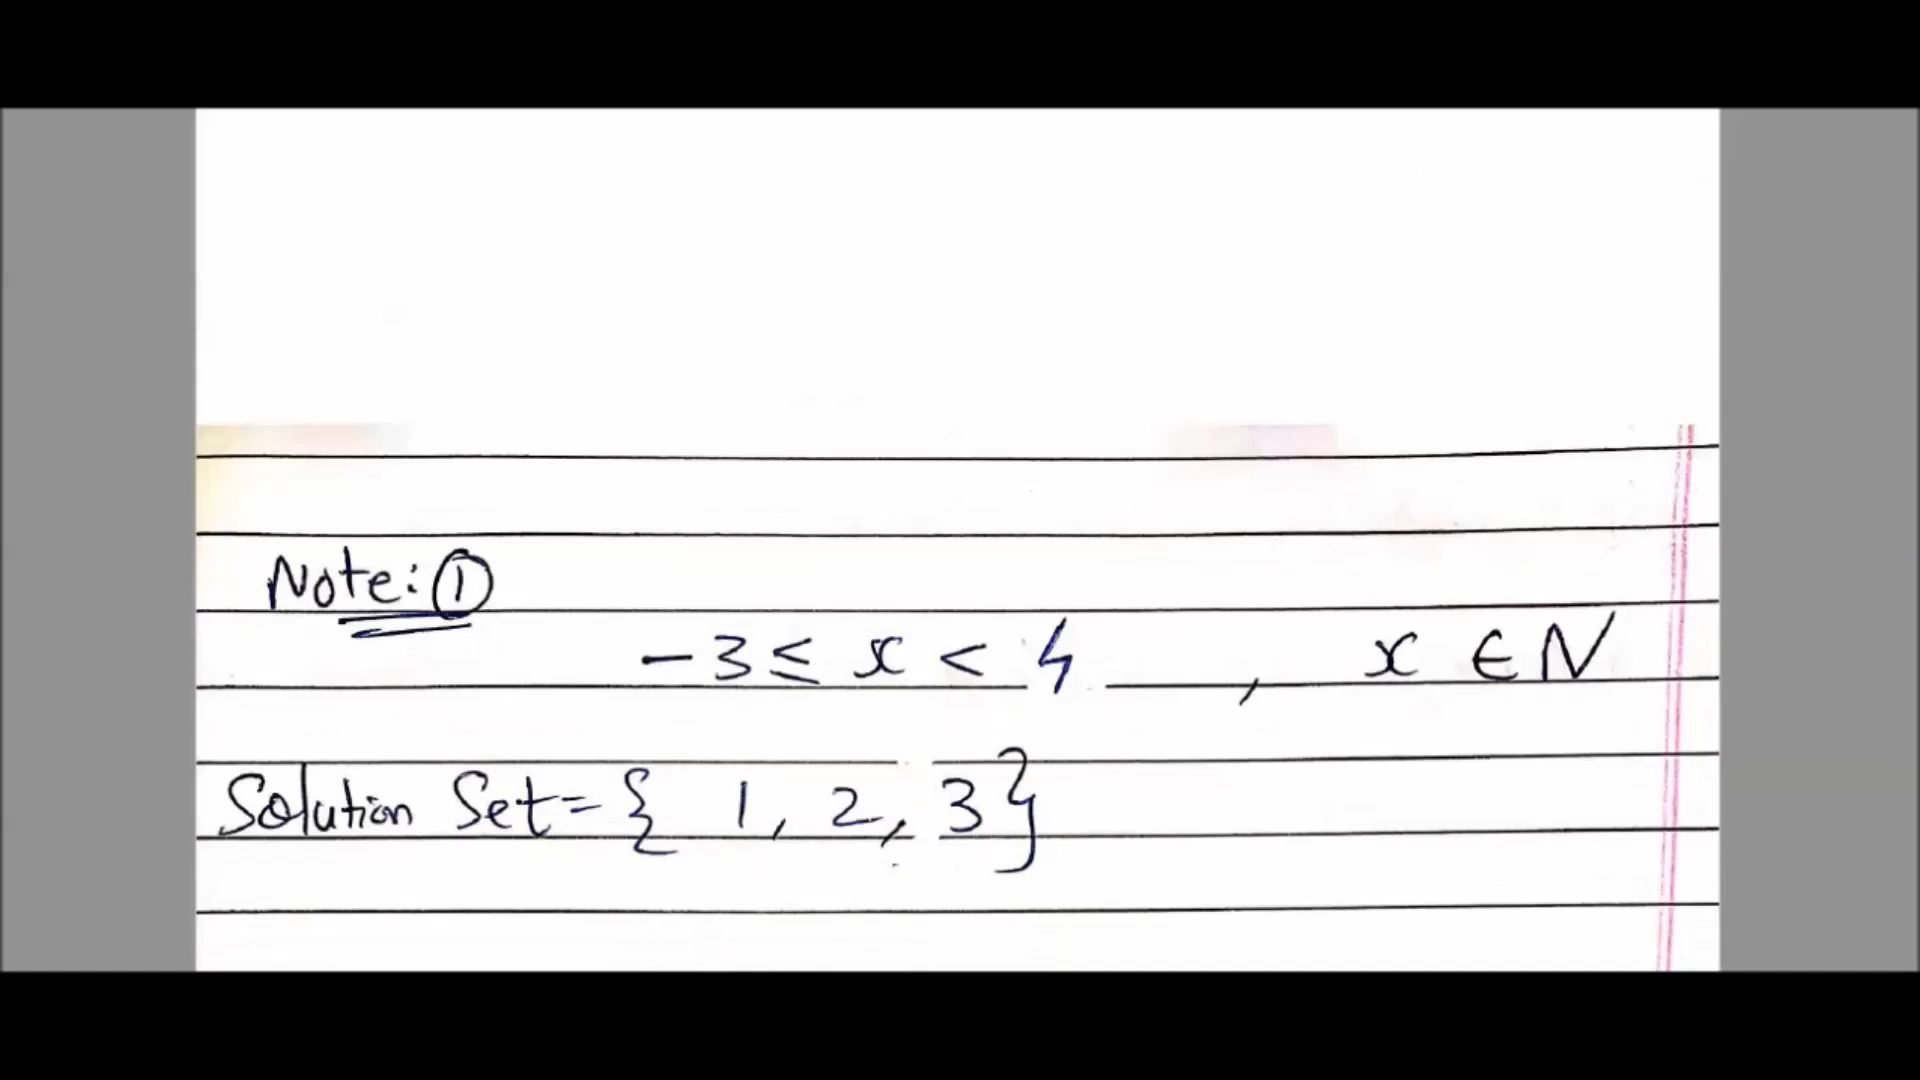 Note: ①
-3 ≤ x < 4 , x ∈ N
Solution Set = { 1, 2, 3}